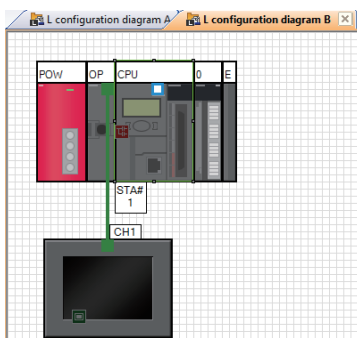 L configuration diagram A
L configuration diagram B
POW OP CPU 0 E
STA#
1
CH1